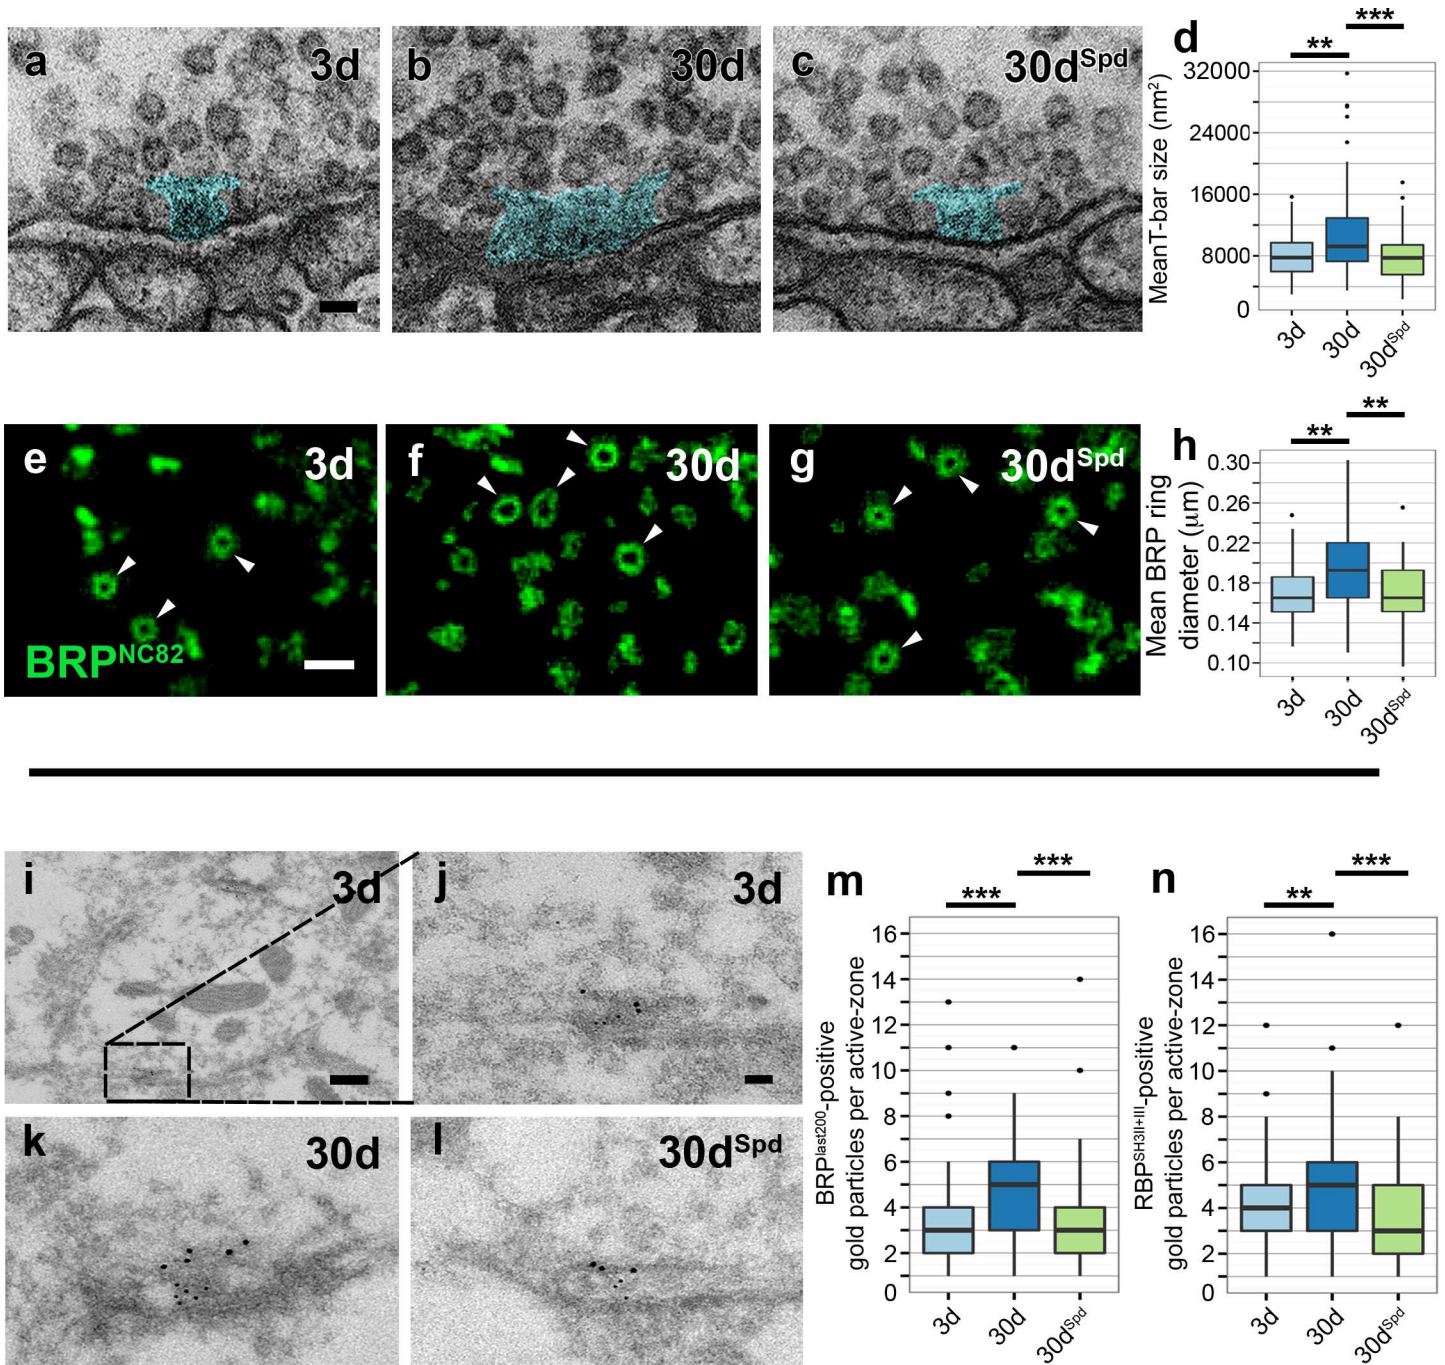 a 3d
b 30d
c 30dSpd
d
***
**
MeanT-bar size (nm²)
32000
24000
16000
8000
0
3d
30d
30dSpd
e 3d
BRPNC82
f 30d
g 30dSpd
h
**
**
Mean BRP ring
diameter (μm)
0.30
0.26
0.22
0.18
0.14
0.10
3d
30d
30dSpd
i 3d
j 3d
k 30d
l 30dSpd
m
***
***
BRPlast200-positive
gold particles per active-zone
16
14
12
10
8
6
4
2
0
3d
30d
30dSpd
n
***
**
RBPSH3II+III-positive
gold particles per active-zone
16
14
12
10
8
6
4
2
0
3d
30d
30dSpd